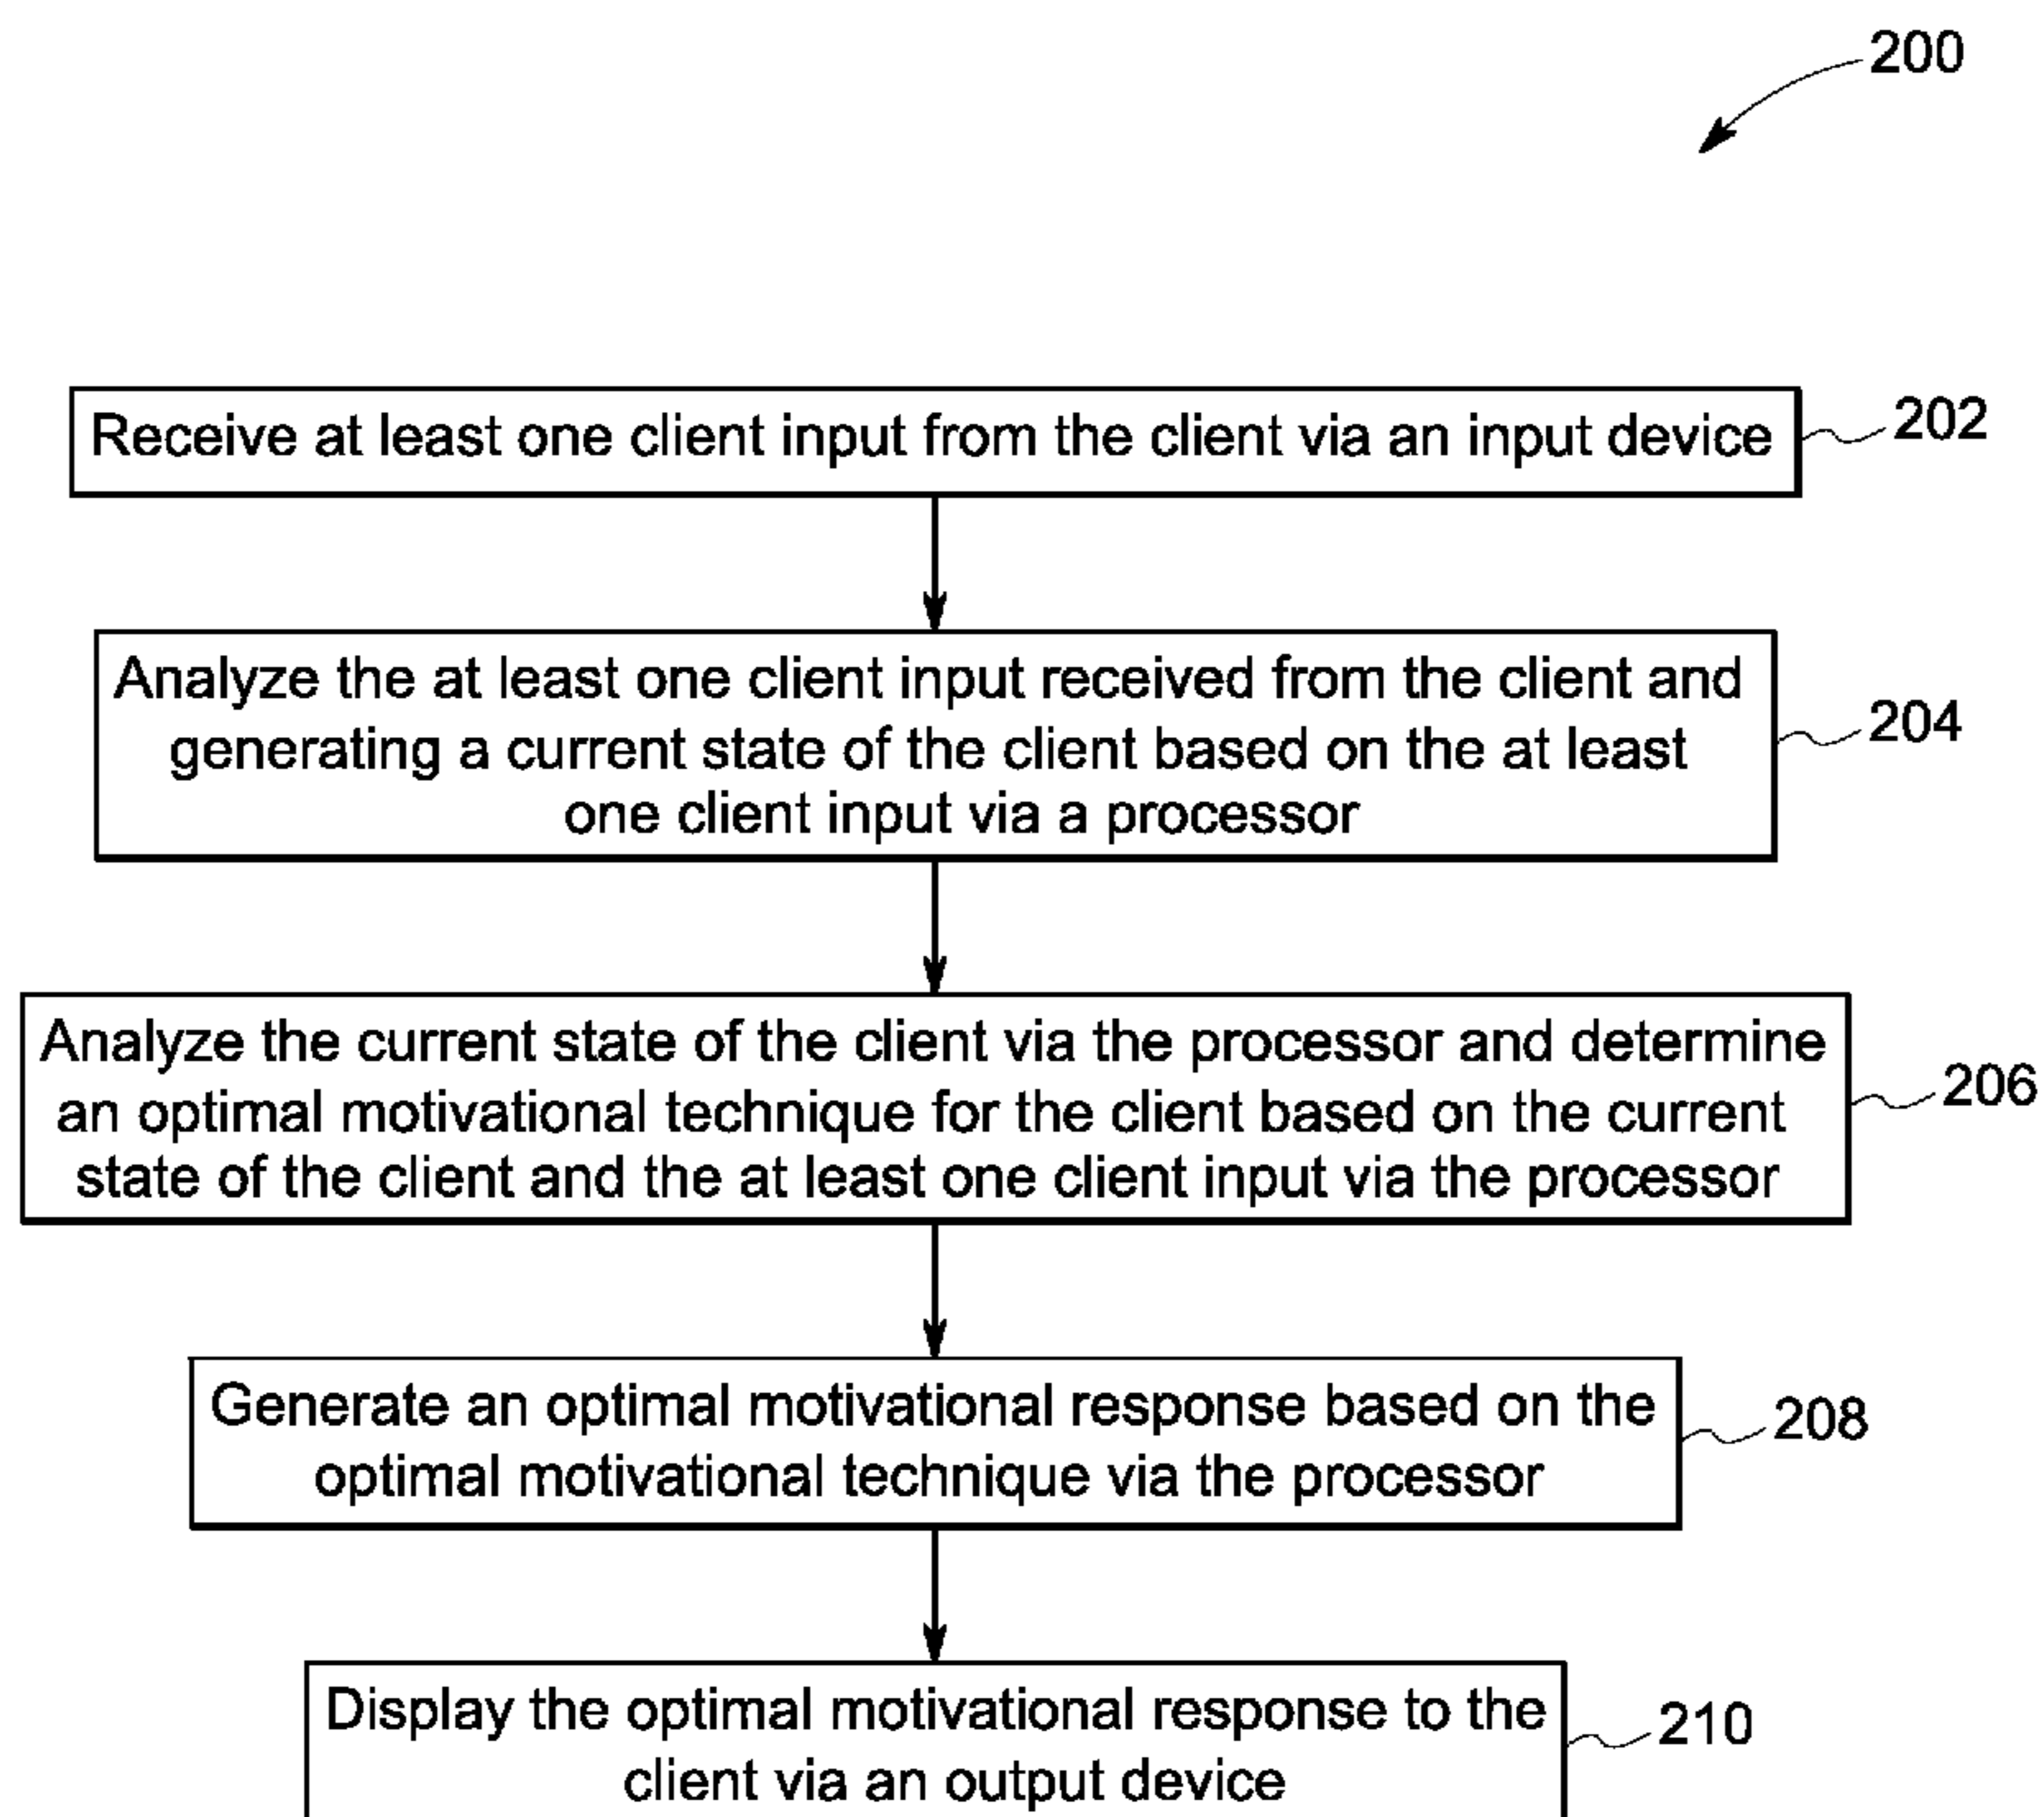 200
Receive at least one client input from the client via an input device
202
Analyze the at least one client input received from the client and
generating a current state of the client based on the at least
one client input via a processor
204
Analyze the current state of the client via the processor and determine
an optimal motivational technique for the client based on the current
state of the client and the at least one client input via the processor
206
Generate an optimal motivational response based on the
optimal motivational technique via the processor
208
Display the optimal motivational response to the
client via an output device
210